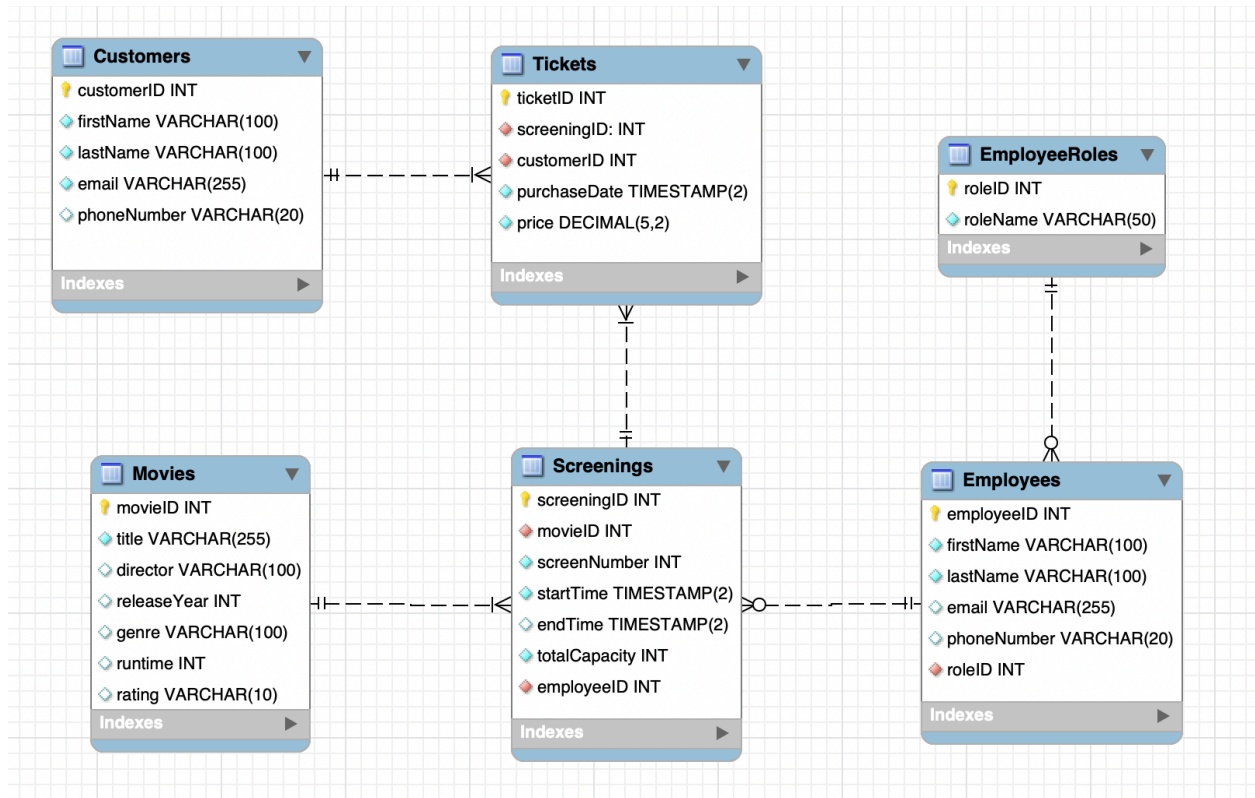 Customers
customerID INT
firstName VARCHAR(100)
lastName VARCHAR(100)
email VARCHAR(255)
phoneNumber VARCHAR(20)
Indexes
Tickets
ticketID INT
screeningID: INT
customerID INT
purchaseDate TIMESTAMP(2)
price DECIMAL(5,2)
Indexes
EmployeeRoles
roleID INT
roleName VARCHAR(50)
Indexes
Movies
movieID INT
title VARCHAR(255)
director VARCHAR(100)
releaseYear INT
genre VARCHAR(100)
runtime INT
rating VARCHAR(10)
Indexes
Screenings
screeningID INT
movieID INT
screenNumber INT
startTime TIMESTAMP(2)
endTime TIMESTAMP(2)
totalCapacity INT
employeeID INT
Indexes
Employees
employeeID INT
firstName VARCHAR(100)
lastName VARCHAR(100)
email VARCHAR(255)
phoneNumber VARCHAR(20)
roleID INT
Indexes